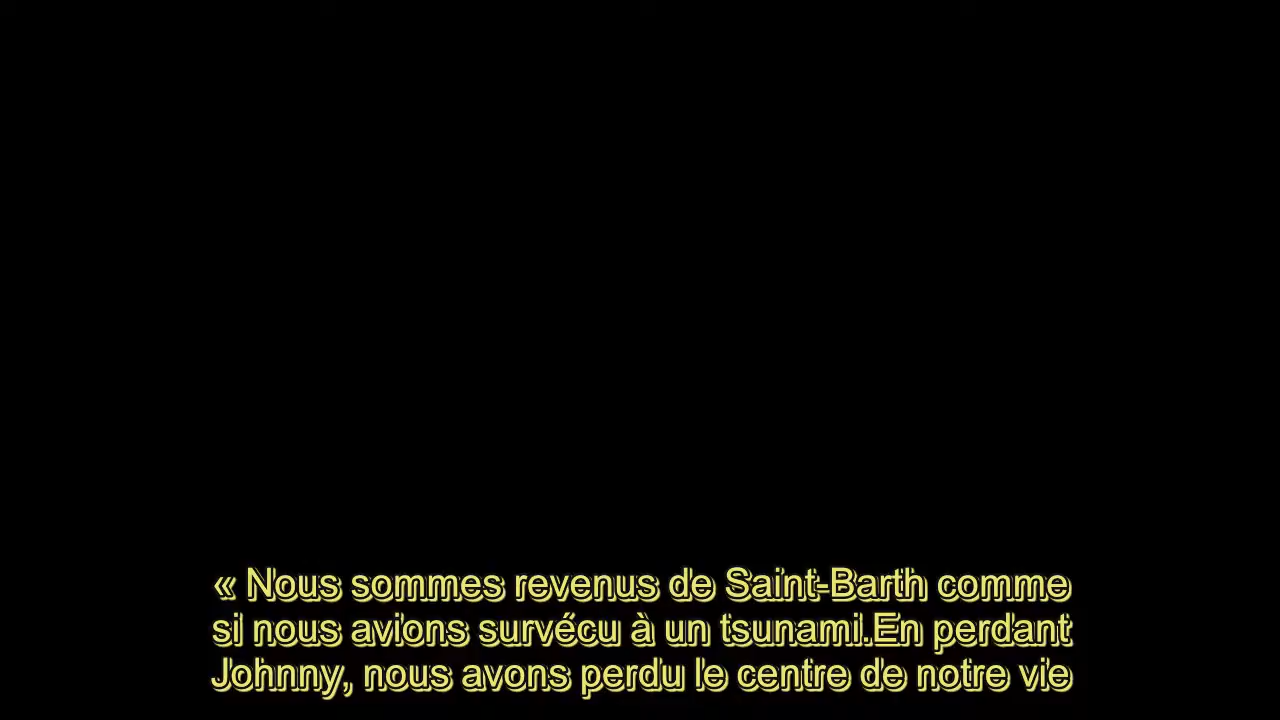 « Nous sommes revenus de Saint-Barth comme
si nous avions survécu à un tsunami.En perdant
Johnny, nous avons perdu le centre de notre vie